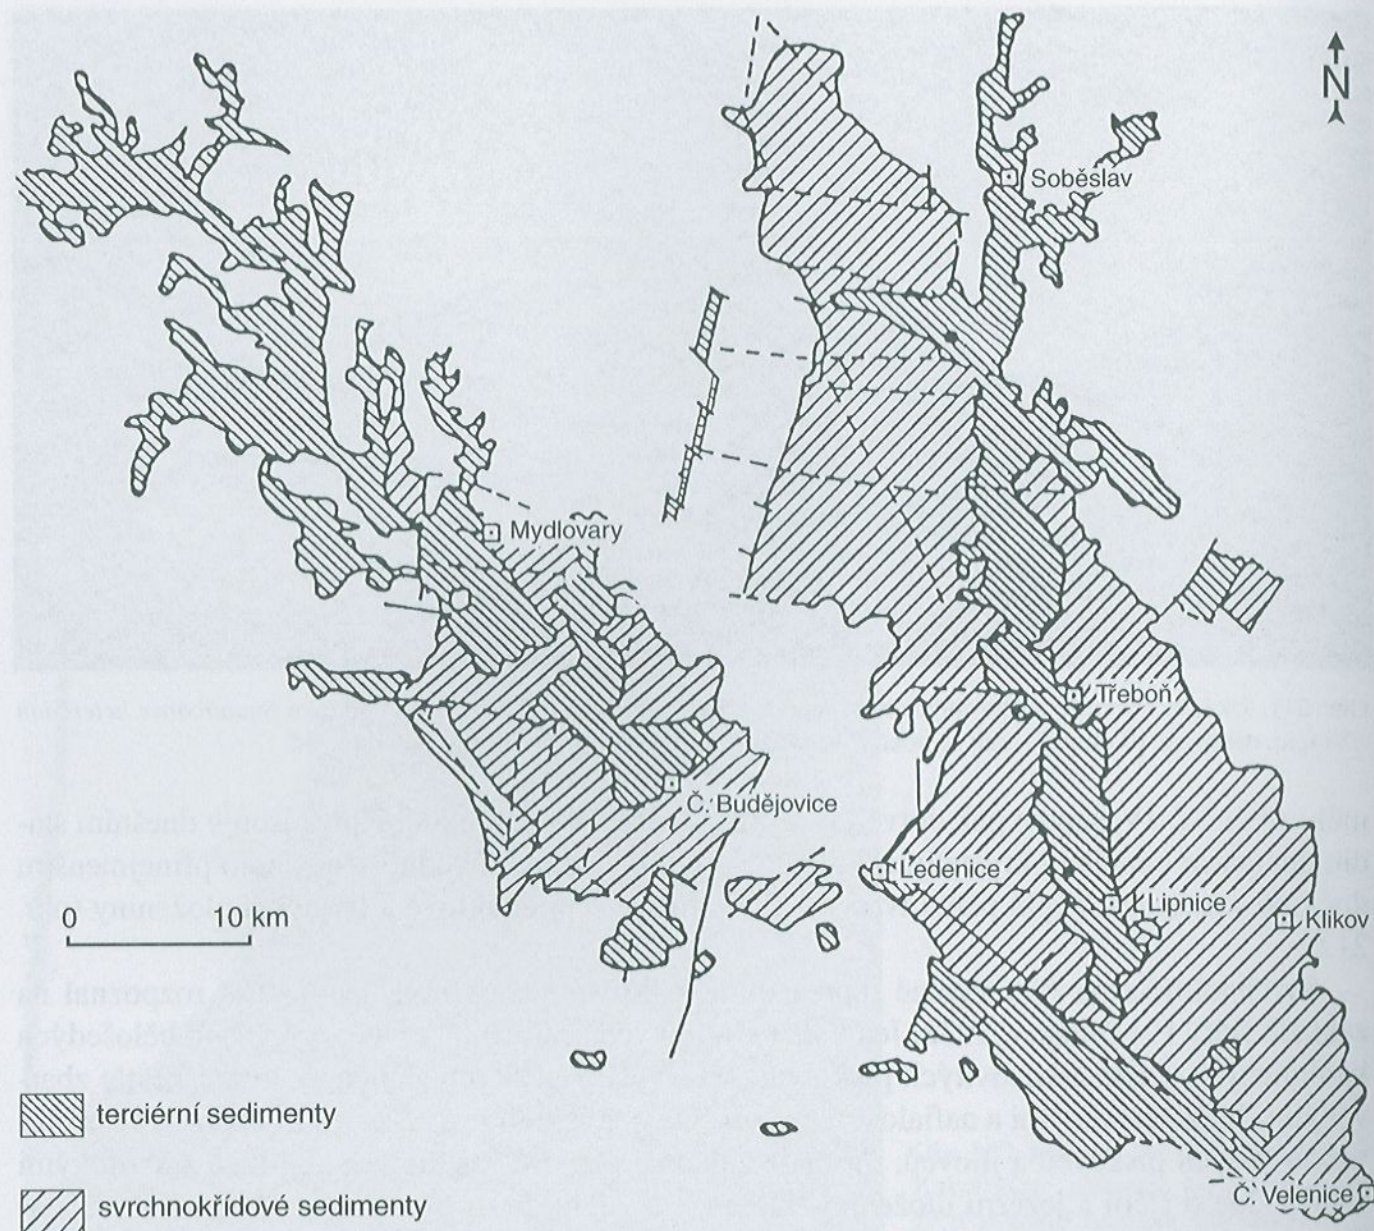 N
Soběslav
Mydlovary
Třeboň
Č. Budějovice
Ledenice
Lipnice
Klikov
0 10 km
terciérní sedimenty
svrchnokřídové sedimenty
Č. Velenice